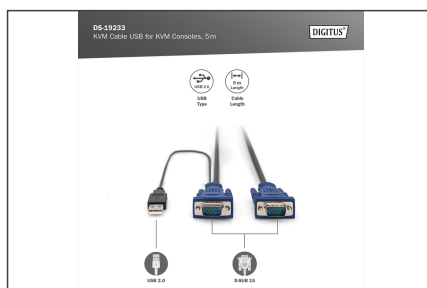 DS-19233
KVM Cable USB for KVM Consoles, 5 m
DIGITUS®
USB 2.0
5 m
Length
USB
Type
Cable
Length
USB 2.0
D-SUB 15